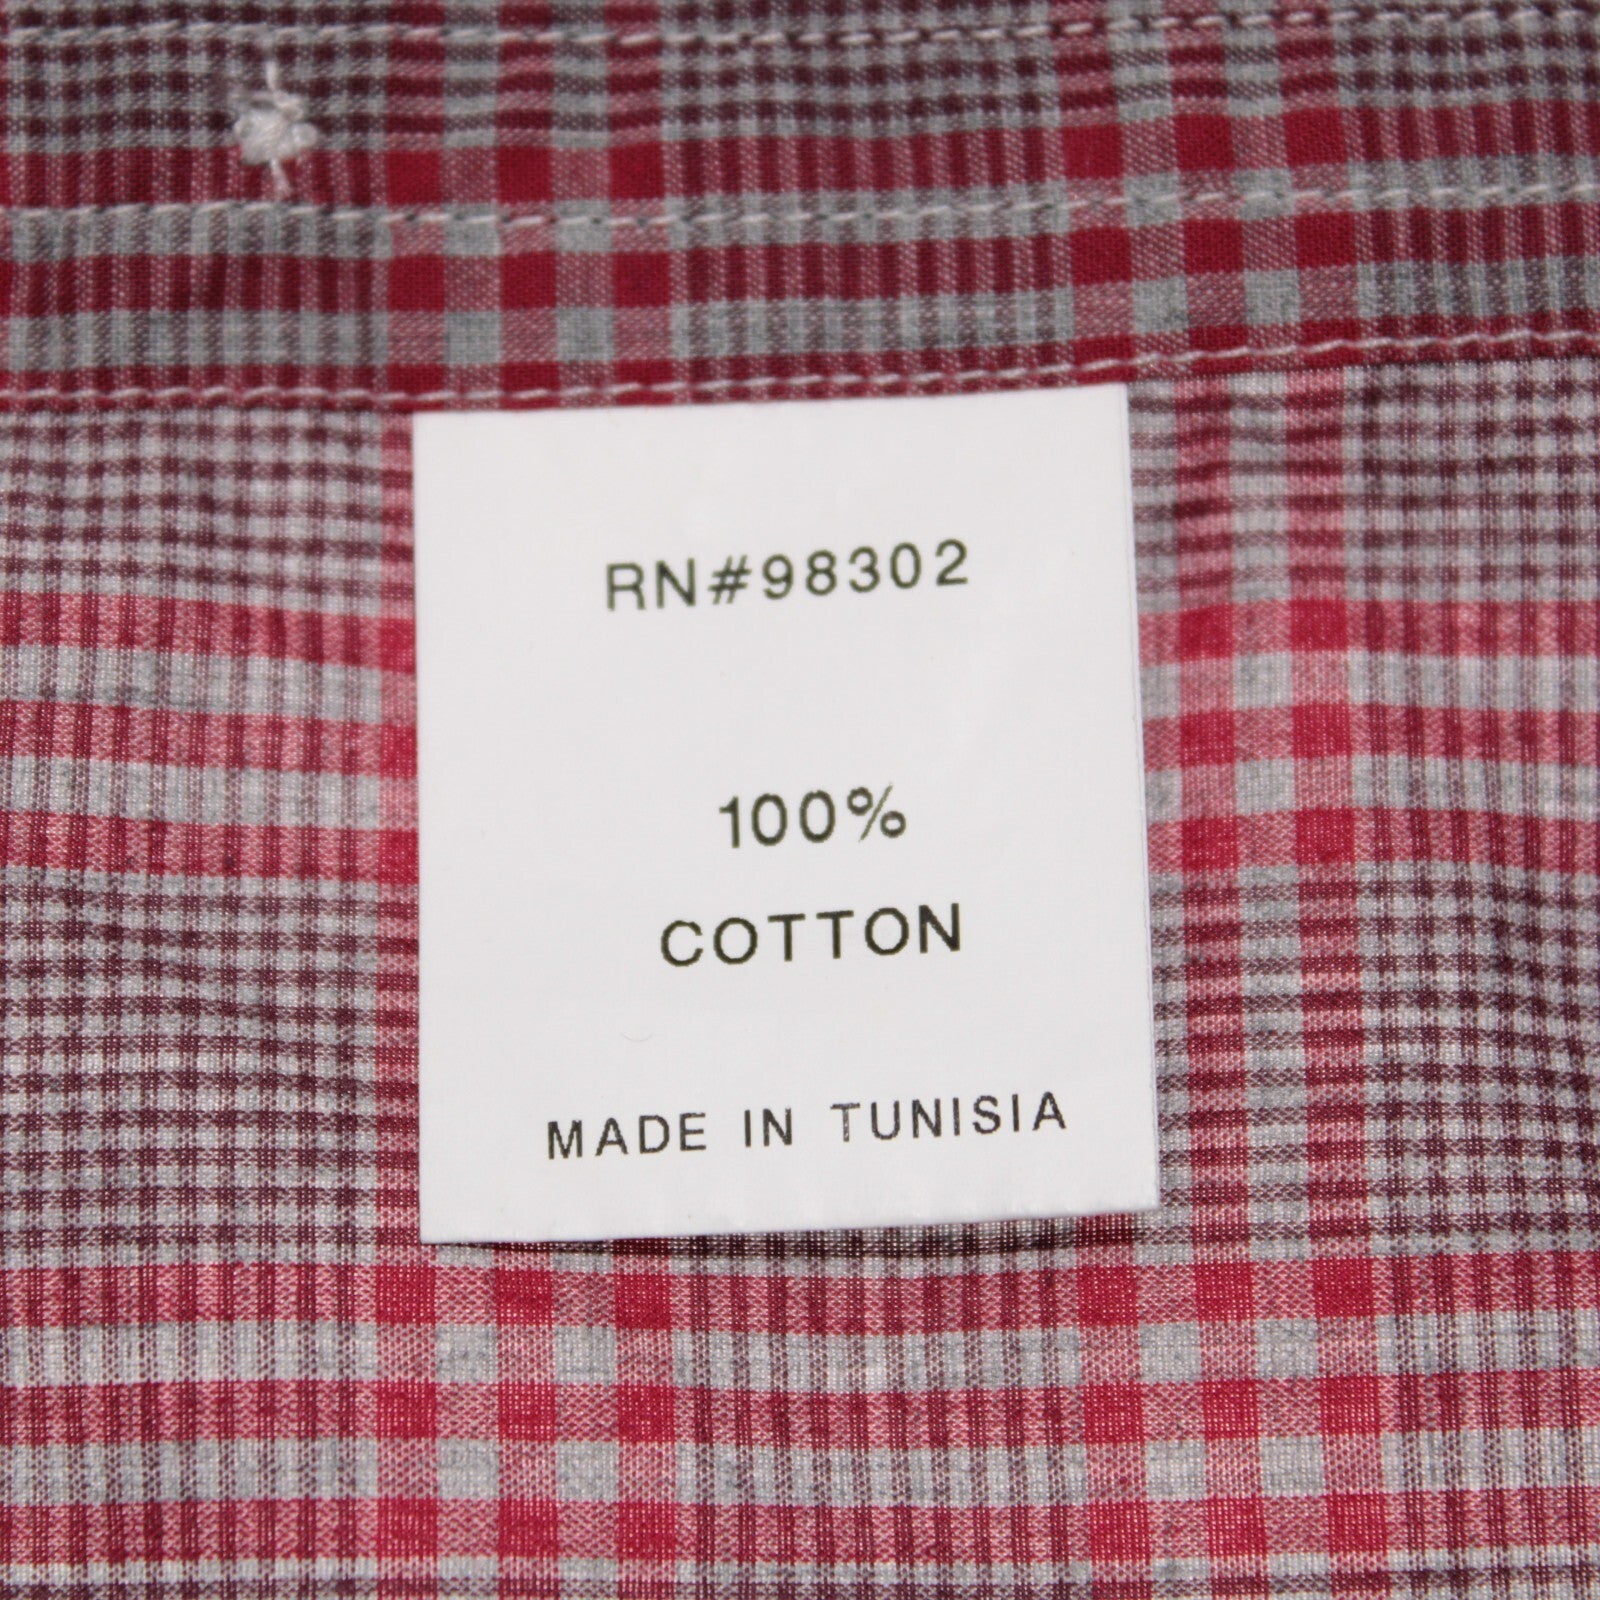 RN#98302
100%
COTTON
MADE IN TUNISIA